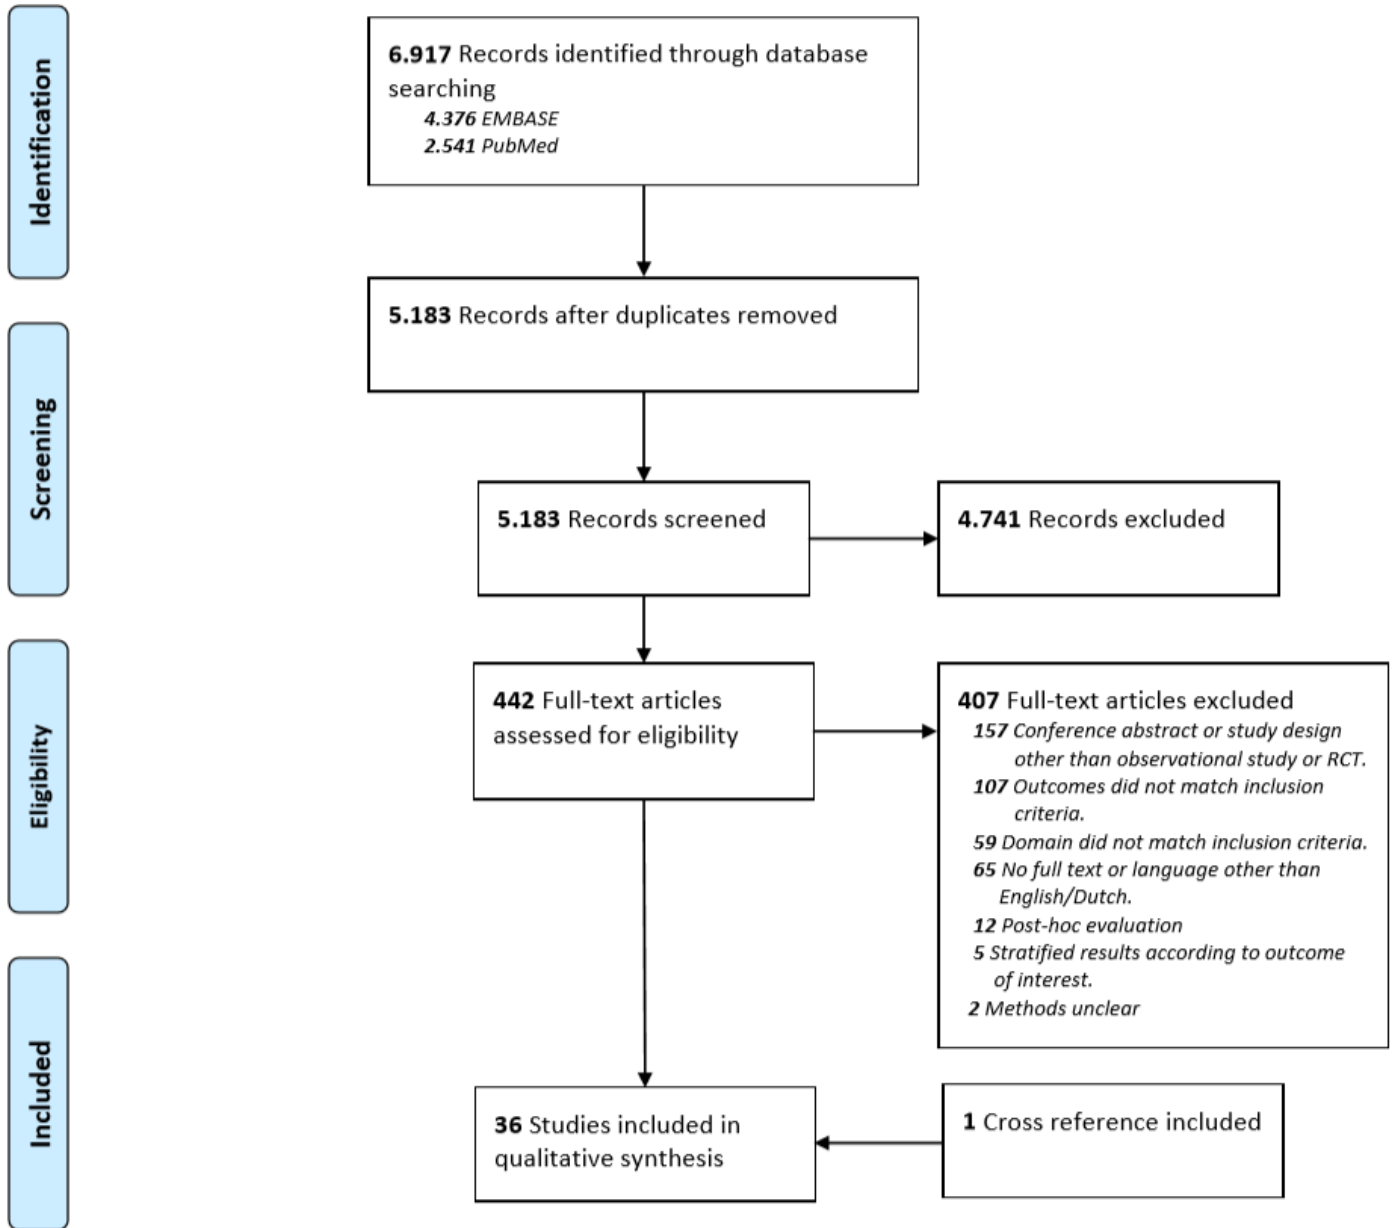 Identification
6.917 Records identified through database
searching
4.376 EMBASE
2.541 PubMed
5.183 Records after duplicates removed
Screening
5.183 Records screened
4.741 Records excluded
Eligibility
442 Full-text articles
assessed for eligibility
407 Full-text articles excluded
157 Conference abstract or study design
other than observational study or RCT.
107 Outcomes did not match inclusion
criteria.
59 Domain did not match inclusion criteria.
65 No full text or language other than
English/Dutch.
12 Post-hoc evaluation
5 Stratified results according to outcome
of interest.
2 Methods unclear
Included
36 Studies included in
qualitative synthesis
1 Cross reference included